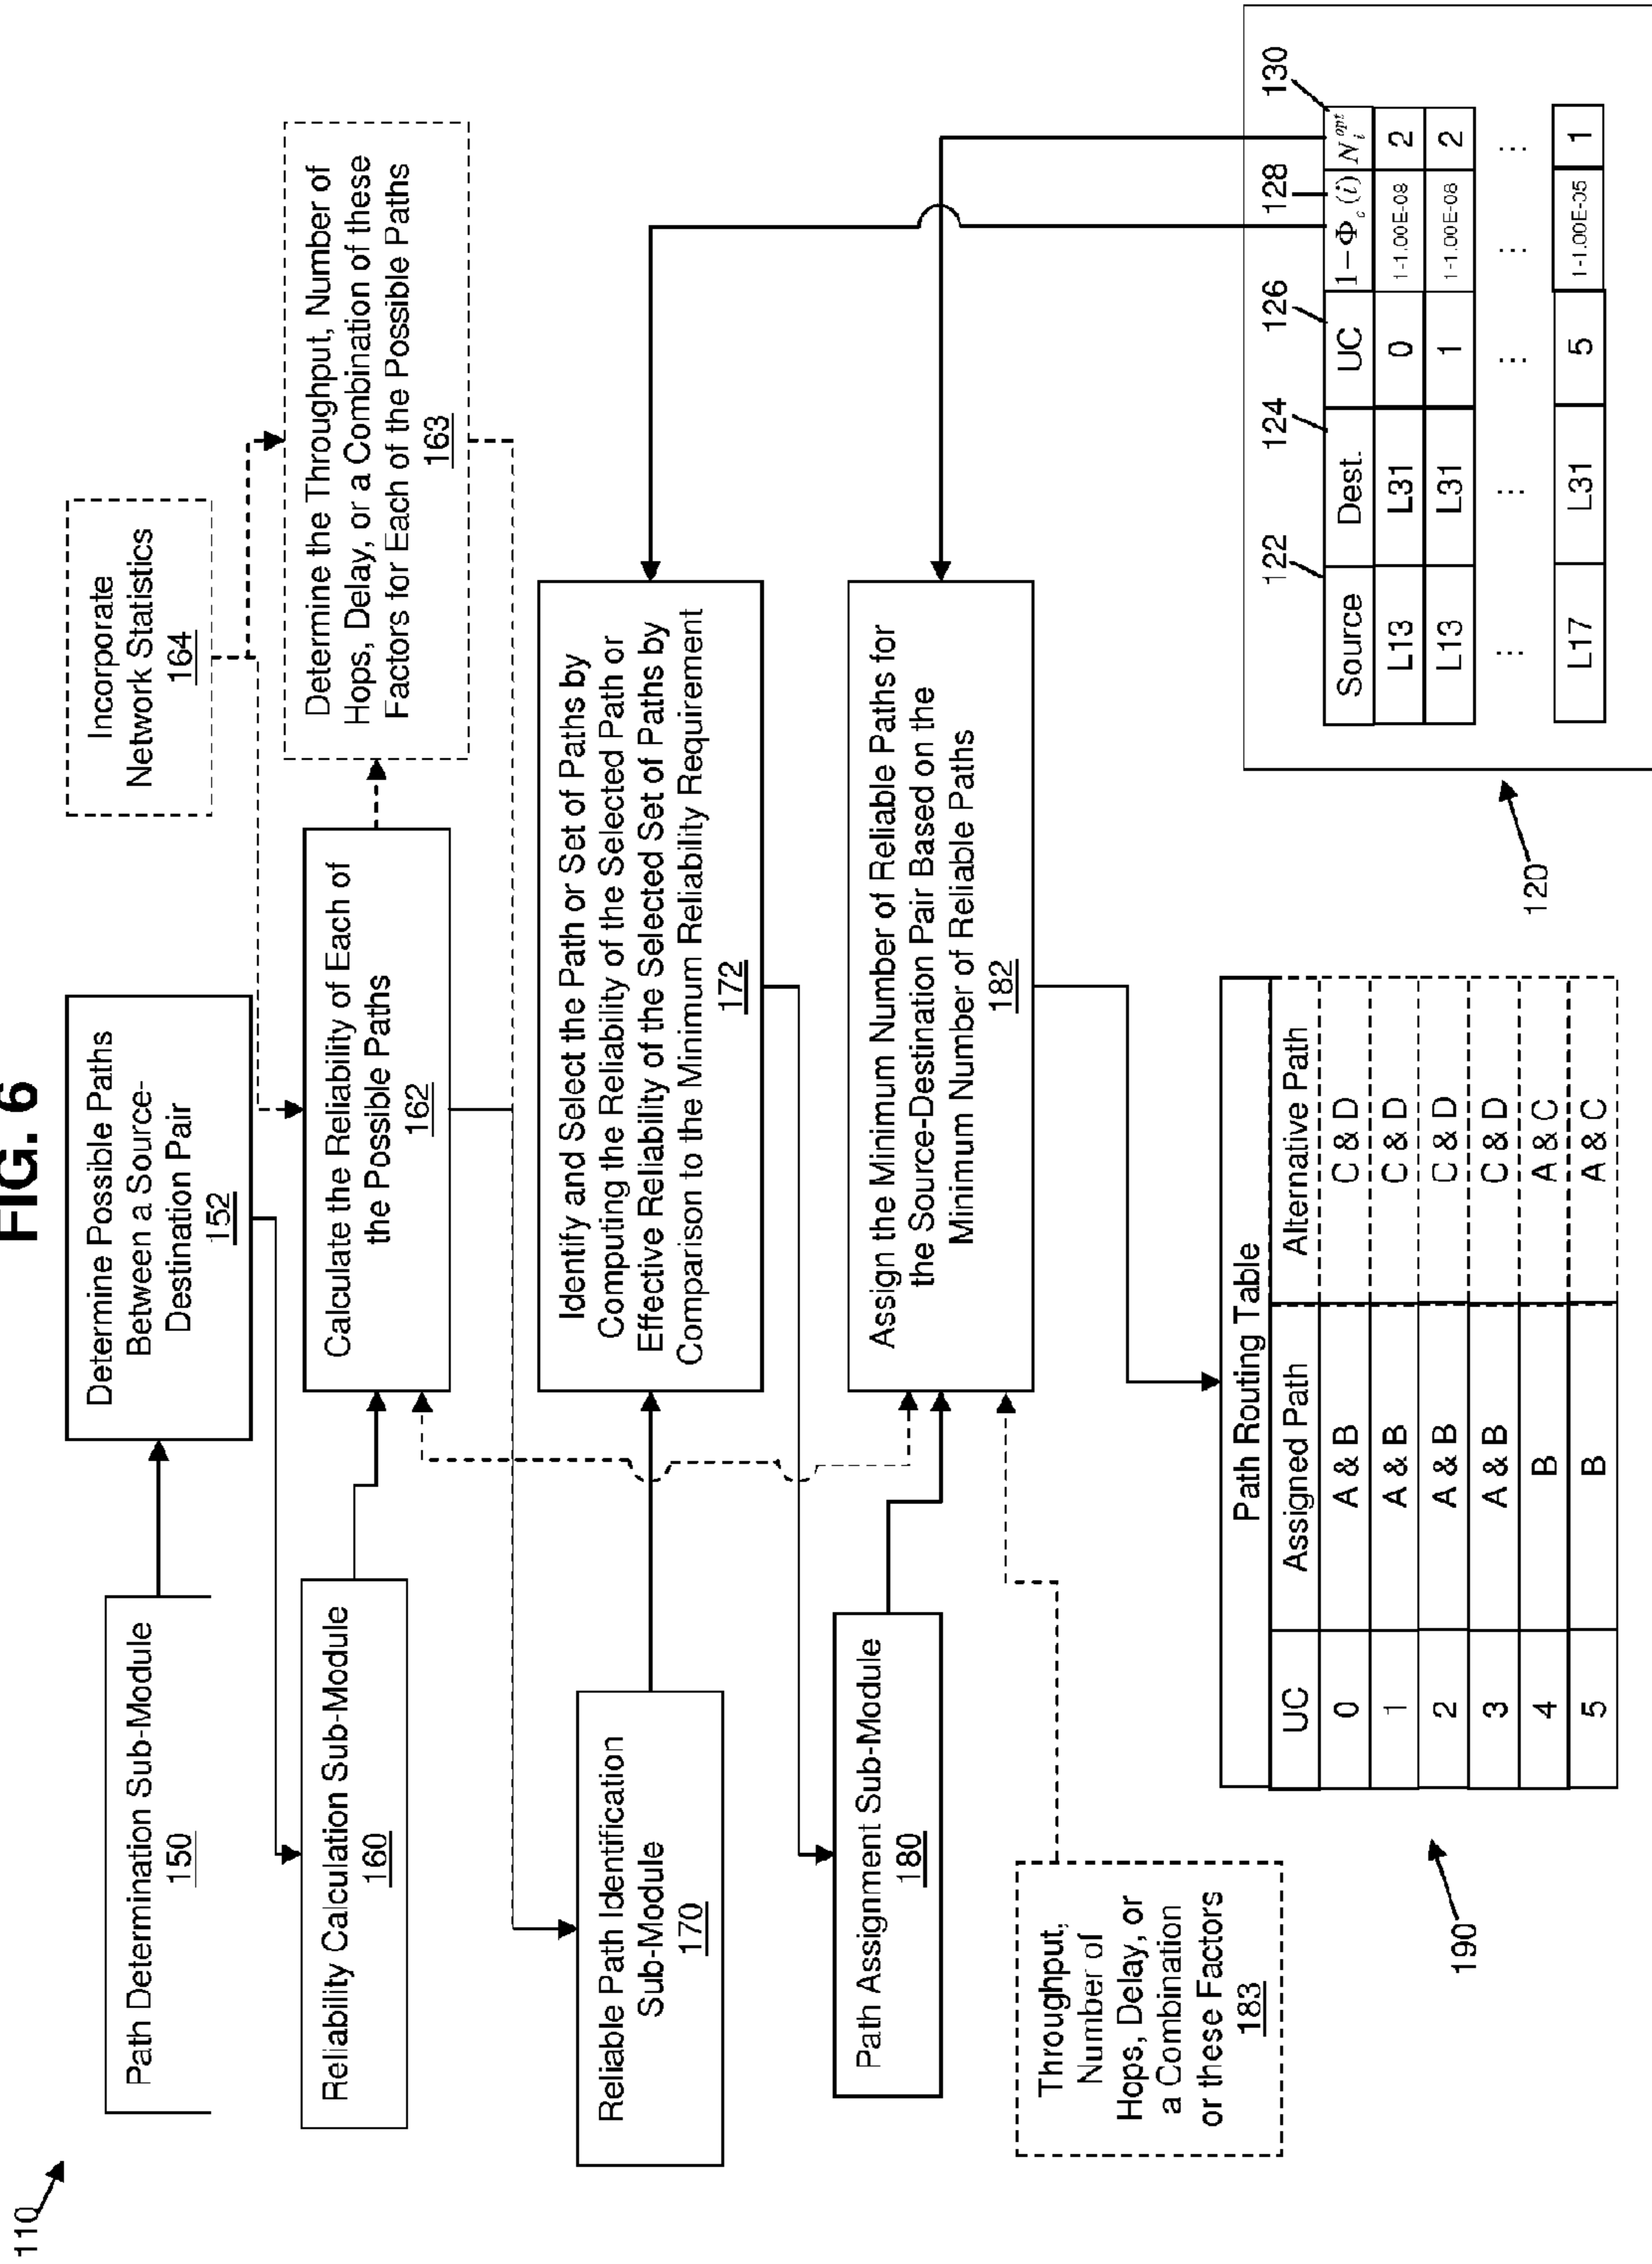 FIG. 6
110
Path Determination Sub-Module
150
Determine Possible Paths
Between a Source-
Destination Pair
152
Incorporate
Network Statistics
164
Reliability Calculation Sub-Module
160
Calculate the Reliability of Each of
the Possible Paths
162
Determine the Throughput, Number of
Hops, Delay, or a Combination of these
Factors for Each of the Possible Paths
163
Reliable Path Identification
Sub-Module
170
Identify and Select the Path or Set of Paths by
Computing the Reliability of the Selected Path or
Effective Reliability of the Selected Set of Paths by
Comparison to the Minimum Reliability Requirement
172
Path Assignment Sub-Module
180
Assign the Minimum Number of Reliable Paths for
the Source-Destination Pair Based on the
Minimum Number of Reliable Paths
182
Throughput,
Number of
Hops, Delay, or
a Combination
or these Factors
183
190
Path Routing Table
UC Assigned Path Alternative Path
0 A & B C & D
1 A & B C & D
2 A & B C & D
3 A & B C & D
4 B A & C
5 B A & C
120
122 124 126 128 130
Source Dest. UC 1−Φc(i) Ni^opt
L13 L31 0 1-1.00E-08 2
L13 L31 1 1-1.00E-08 2
⋮ ⋮ ⋮ ⋮ ⋮
L17 L31 5 1-1.00E-05 1